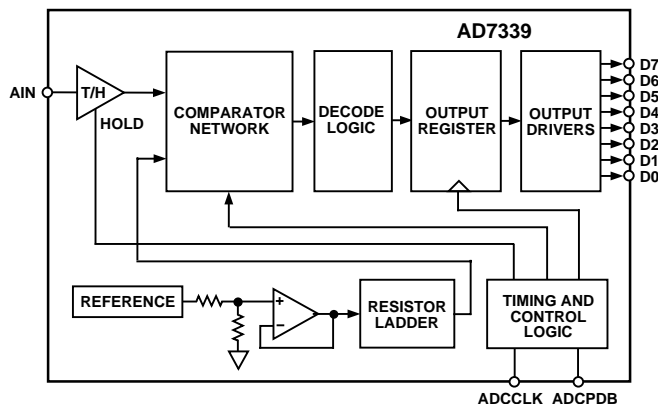 AD7339
AIN
T/H
HOLD
COMPARATOR
NETWORK
DECODE
LOGIC
OUTPUT
REGISTER
OUTPUT
DRIVERS
D7
D6
D5
D4
D3
D2
D1
D0
REFERENCE
+
−
RESISTOR
LADDER
TIMING AND
CONTROL
LOGIC
ADCCLK
ADCPDB